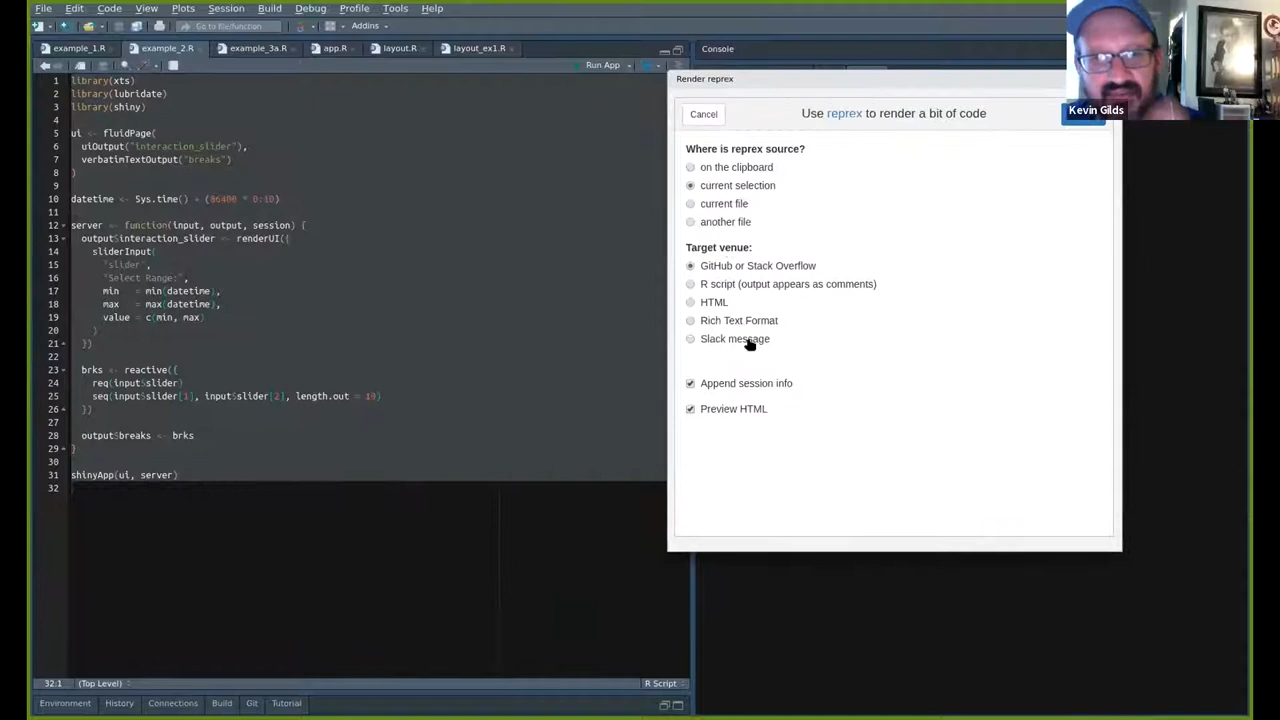 File Edit Code View Plots Session Build Debug Profile Tools Help
Go to file/function Addins
example_1.R example_2.R example_3a.R app.R layout.R layout_ex1.R
Run App
1 library(xts)
2 library(lubridate)
3 library(shiny)
4
5 ui <- fluidPage(
6 uiOutput("interaction_slider"),
7 verbatimTextOutput("breaks")
8 )
9
10 datetime <- Sys.time() + (86400 * 0:10)
11
12 server <- function(input, output, session) {
13 output$interaction_slider <- renderUI({
14 sliderInput(
15 "slider",
16 "Select Range:",
17 min = min(datetime),
18 max = max(datetime),
19 value = c(min, max)
20 )
21 })
22
23 brks <- reactive({
24 req(input$slider)
25 seq(input$slider[1], input$slider[2], length.out = 10)
26 })
27
28 output$breaks <- brks
29 }
30
31 shinyApp(ui, server)
32
32:1 (Top Level) R Script
Environment History Connections Build Git Tutorial
Console
Render reprex
Cancel Use reprex to render a bit of code
Where is reprex source?
on the clipboard
current selection
current file
another file
Target venue:
GitHub or Stack Overflow
R script (output appears as comments)
HTML
Rich Text Format
Slack message
Append session info
Preview HTML
Kevin Gilds